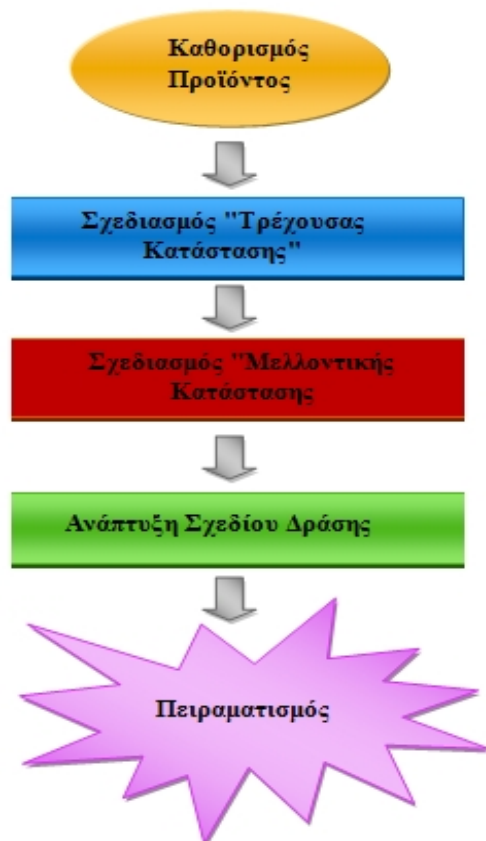 Καθορισμός
Προϊόντος
Σχεδιασμός "Τρέχουσας
Κατάστασης"
Σχεδιασμός "Μελλοντικής
Κατάστασης
Ανάπτυξη Σχεδίου Δράσης
Πειραματισμός